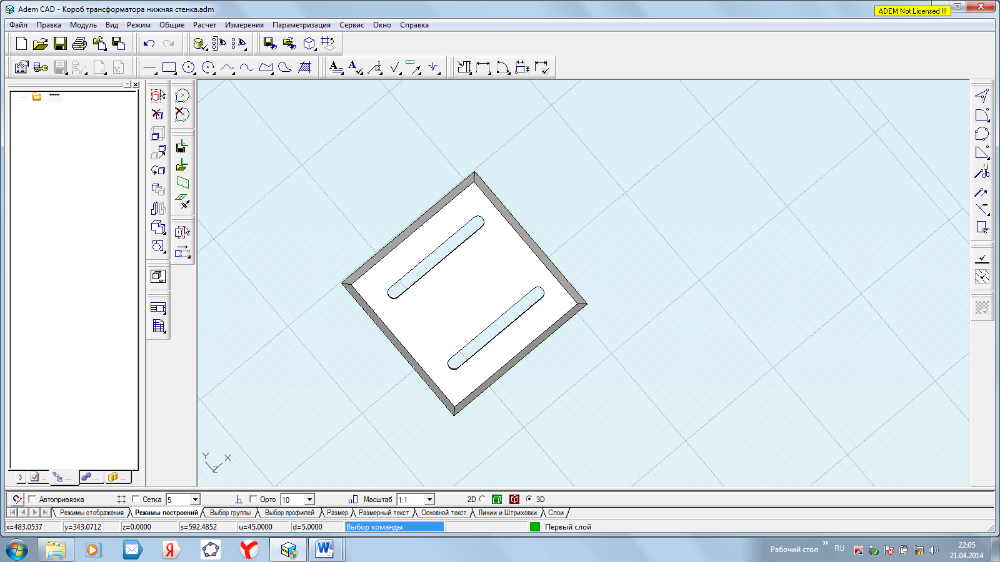 Adem CAD - Короб трансформатора нижняя стенка.adm
ADEM Not Licensed !!!
Файл Правка Модуль Вид Режим Общие Расчет Измерения Параметризация Сервис Окно Справка
****
Y X
Z
3 .. ... ... ...
Автопривязка Сетка 5 Орто 10 Масштаб 1:1 2D 3D
Режимы отображения Режимы построений Выбор группы Выбор профилей Размер Размерный текст Основной текст Линии и Штриховки Слои
x=483.0537 y=343.0712 z=0.0000 s=592.4852 u=45.0000 d=5.0000 Выбор команды Первый слой
Рабочий стол » RU 22:05
21.04.2014